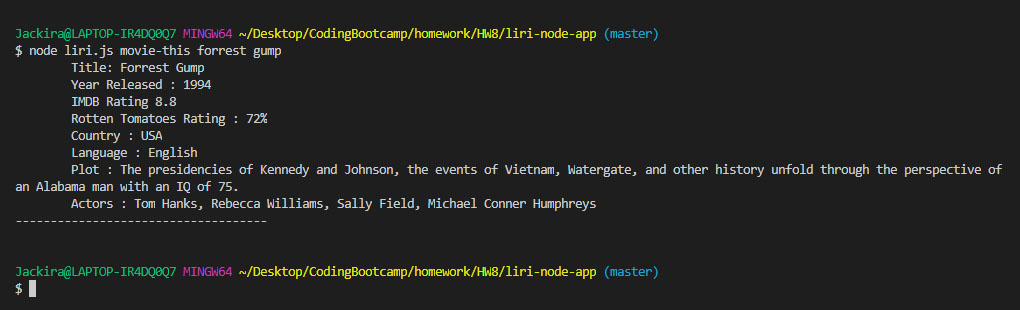 Jackira@LAPTOP-IR4DQ0Q7 MINGW64 ~/Desktop/CodingBootcamp/homework/HW8/liri-node-app (master)
$ node liri.js movie-this forrest gump
Title: Forrest Gump
Year Released : 1994
IMDB Rating 8.8
Rotten Tomatoes Rating : 72%
Country : USA
Language : English
Plot : The presidencies of Kennedy and Johnson, the events of Vietnam, Watergate, and other history unfold through the perspective of
an Alabama man with an IQ of 75.
Actors : Tom Hanks, Rebecca Williams, Sally Field, Michael Conner Humphreys
------------------------------------
Jackira@LAPTOP-IR4DQ0Q7 MINGW64 ~/Desktop/CodingBootcamp/homework/HW8/liri-node-app (master)
$